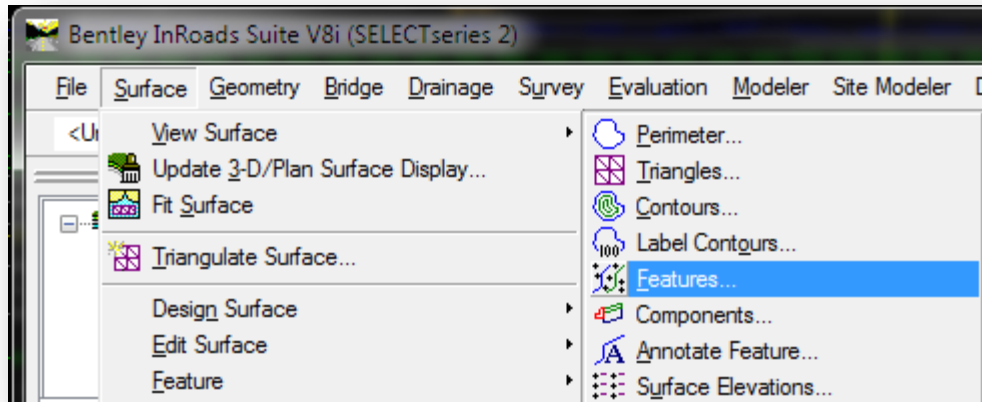 Bentley InRoads Suite V8i (SELECTseries 2)
File Surface Geometry Bridge Drainage Survey Evaluation Modeler Site Modeler D
<Un
View Surface
Update 3-D/Plan Surface Display...
Fit Surface
Triangulate Surface...
Design Surface
Edit Surface
Feature
Perimeter...
Triangles...
Contours...
Label Contours...
Features...
Components...
Annotate Feature...
Surface Elevations...